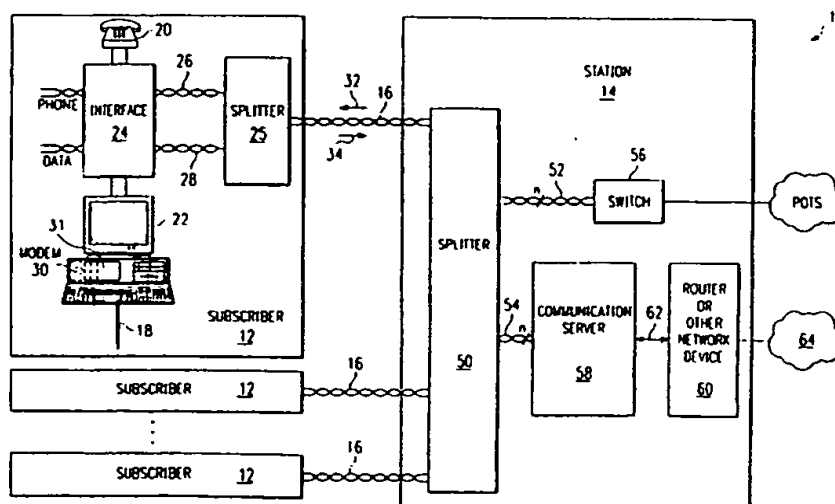 20
26
PHONE
INTERFACE
24
SPLITTER
25
DATA
28
22
31
MODEM
30
18
SUBSCRIBER
12
32
16
34
STATION
14
SPLITTER
50
52
n
56
SWITCH
POTS
54
n
COMMUNICATION
SERVER
58
62
ROUTER
OR
OTHER
NETWORK
DEVICE
60
64
SUBSCRIBER 12
16
SUBSCRIBER 12
16